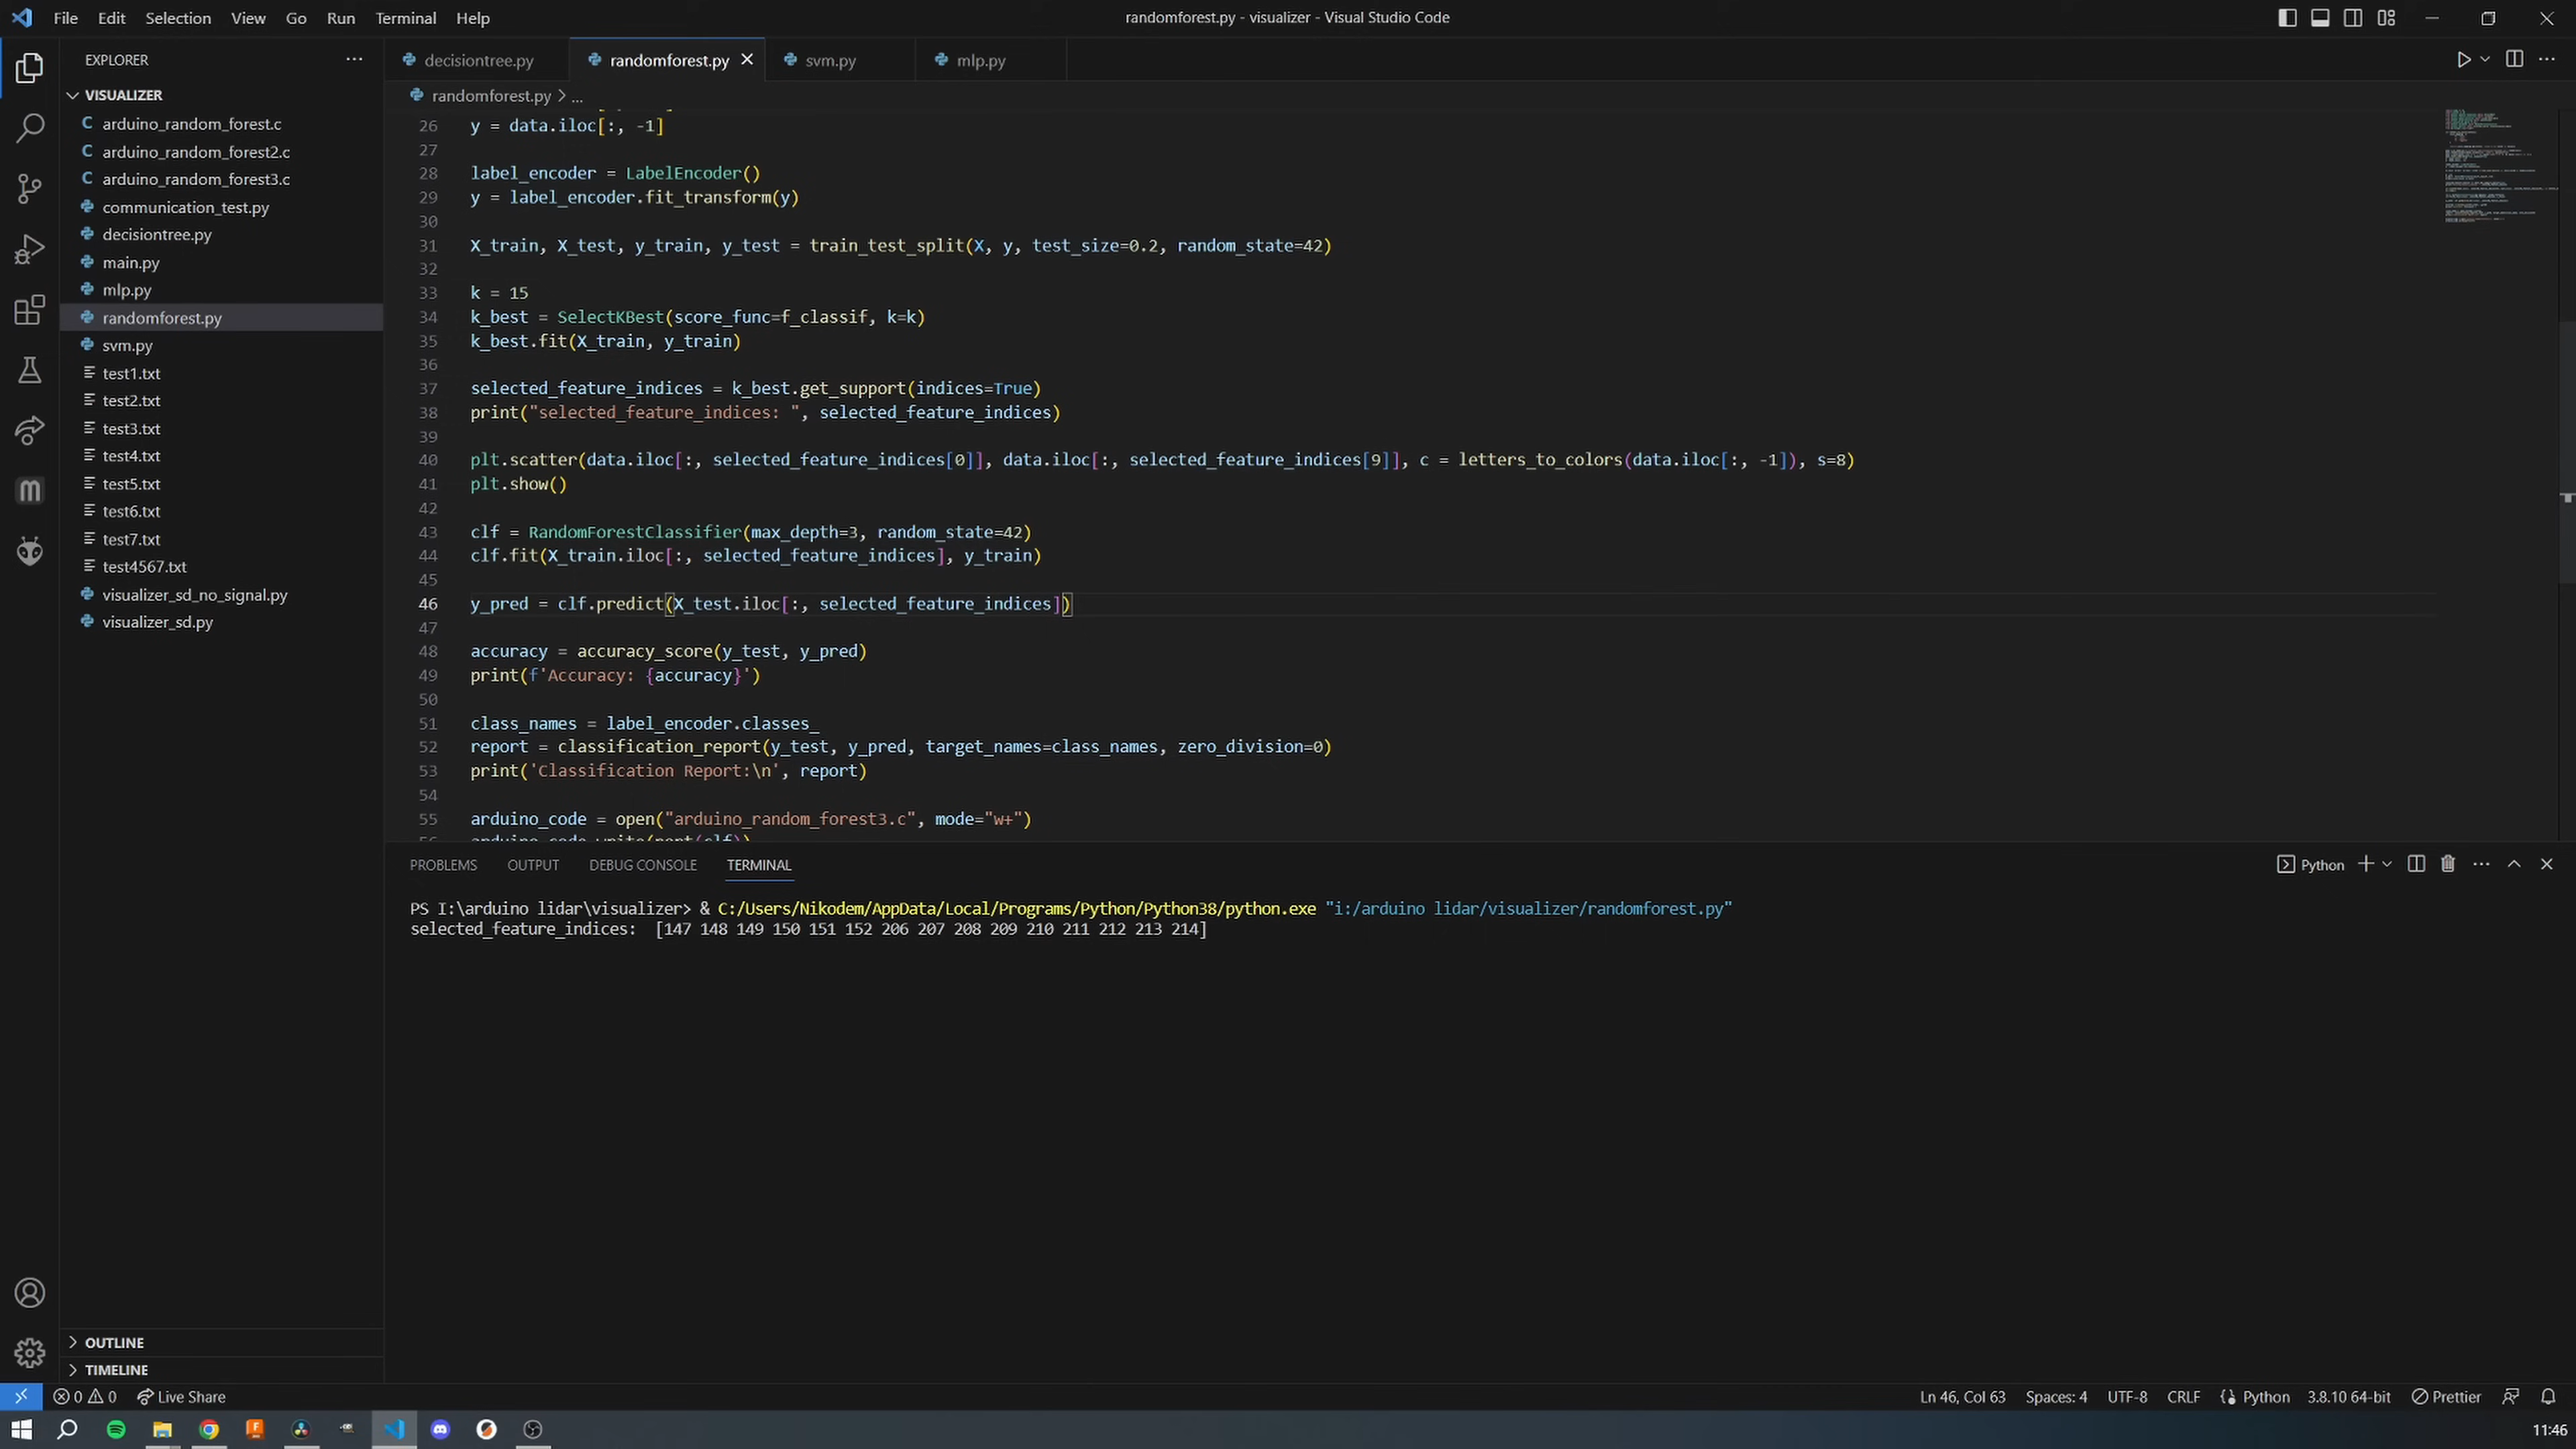 File Edit Selection View Go Run Terminal Help
randomforest.py - visualizer - Visual Studio Code
EXPLORER
decisiontree.py
randomforest.py
svm.py
mlp.py
VISUALIZER
arduino_random_forest.c
arduino_random_forest2.c
arduino_random_forest3.c
communication_test.py
decisiontree.py
main.py
mlp.py
randomforest.py
svm.py
test1.txt
test2.txt
test3.txt
test4.txt
test5.txt
test6.txt
test7.txt
test4567.txt
visualizer_sd_no_signal.py
visualizer_sd.py
OUTLINE
TIMELINE
randomforest.py > ...
26 y = data.iloc[:, -1]
27
28 label_encoder = LabelEncoder()
29 y = label_encoder.fit_transform(y)
30
31 X_train, X_test, y_train, y_test = train_test_split(X, y, test_size=0.2, random_state=42)
32
33 k = 15
34 k_best = SelectKBest(score_func=f_classif, k=k)
35 k_best.fit(X_train, y_train)
36
37 selected_feature_indices = k_best.get_support(indices=True)
38 print("selected_feature_indices: ", selected_feature_indices)
39
40 plt.scatter(data.iloc[:, selected_feature_indices[0]], data.iloc[:, selected_feature_indices[9]], c = letters_to_colors(data.iloc[:, -1]), s=8)
41 plt.show()
42
43 clf = RandomForestClassifier(max_depth=3, random_state=42)
44 clf.fit(X_train.iloc[:, selected_feature_indices], y_train)
45
46 y_pred = clf.predict(X_test.iloc[:, selected_feature_indices])
47
48 accuracy = accuracy_score(y_test, y_pred)
49 print(f'Accuracy: {accuracy}')
50
51 class_names = label_encoder.classes_
52 report = classification_report(y_test, y_pred, target_names=class_names, zero_division=0)
53 print('Classification Report:\n', report)
54
55 arduino_code = open("arduino_random_forest3.c", mode="w+")
PROBLEMS OUTPUT DEBUG CONSOLE TERMINAL
Python
PS I:\arduino lidar\visualizer> & C:/Users/Nikodem/AppData/Local/Programs/Python/Python38/python.exe "i:/arduino lidar/visualizer/randomforest.py"
selected_feature_indices:  [147 148 149 150 151 152 206 207 208 209 210 211 212 213 214]
0 0 Live Share
Ln 46, Col 63 Spaces: 4 UTF-8 CRLF Python 3.8.10 64-bit Prettier
11:46